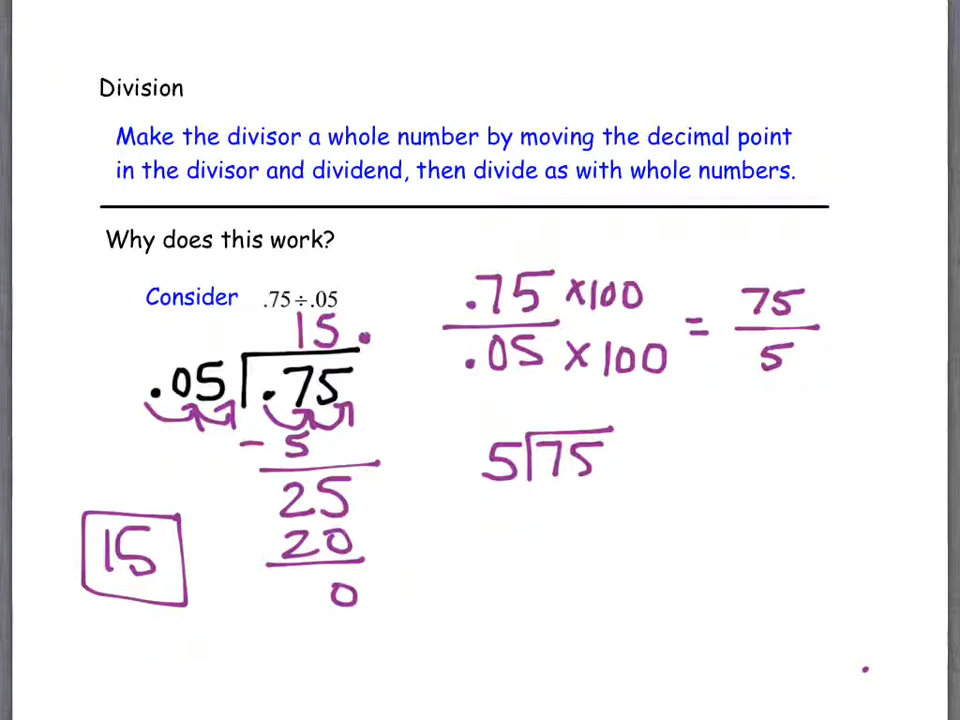 Division
Make the divisor a whole number by moving the decimal point
in the divisor and dividend, then divide as with whole numbers.
Why does this work?
Consider .75÷.05
15.
.05 .75
- 5
25
20
0
15
.75 ×100 = 75
.05 ×100 5
5 75